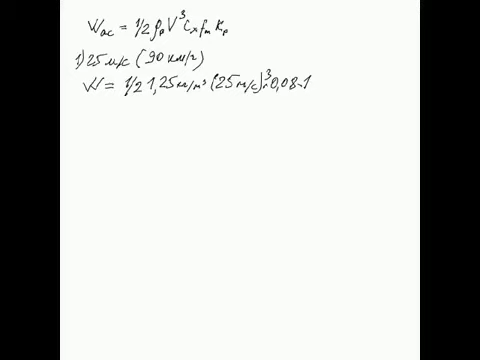 Wас = 1/2 ρв V³ Cx fm kp
1) 25 м/с (90 км/г)
W = 1/2 1,25 кг/м³ (25 м/с)³·0,08·1